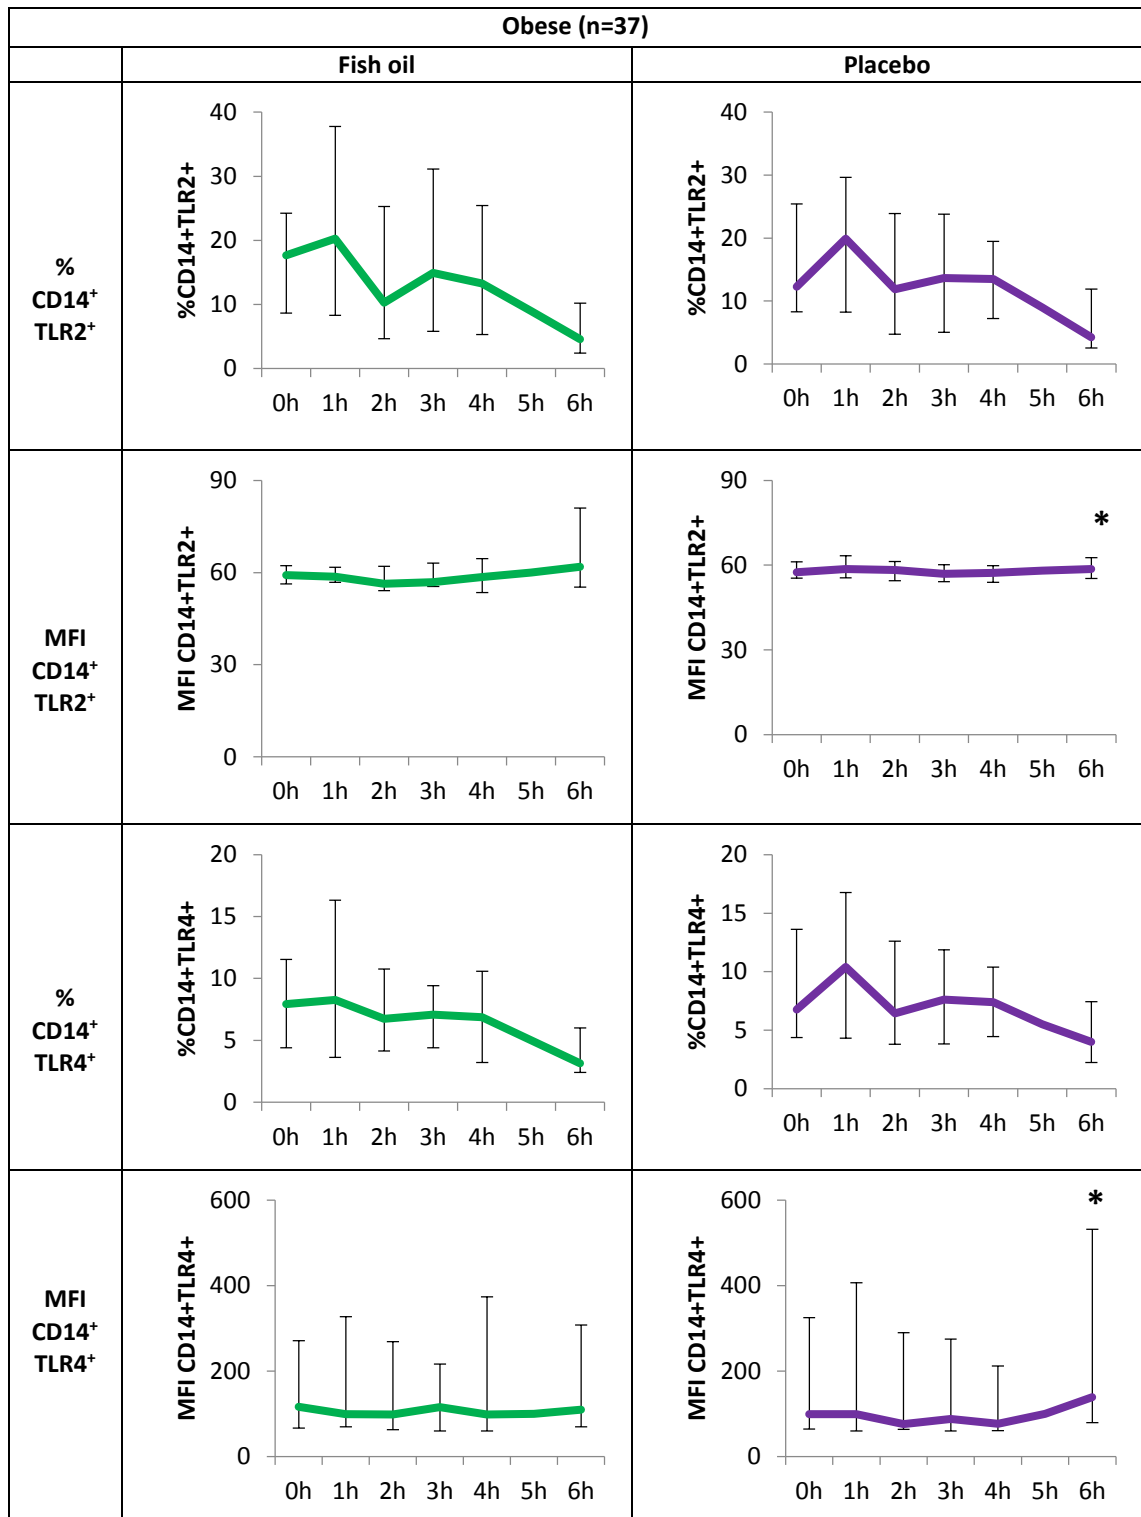 Obese (n=37)
Fish oil
Placebo
%
CD14⁺
TLR2⁺
%CD14+TLR2+
40
30
20
10
0
0h 1h 2h 3h 4h 5h 6h
%CD14+TLR2+
40
30
20
10
0
0h 1h 2h 3h 4h 5h 6h
MFI
CD14⁺
TLR2⁺
MFI CD14+TLR2+
90
60
30
0
0h 1h 2h 3h 4h 5h 6h
MFI CD14+TLR2+
90
60
30
0
*
0h 1h 2h 3h 4h 5h 6h
%
CD14⁺
TLR4⁺
%CD14+TLR4+
20
15
10
5
0
0h 1h 2h 3h 4h 5h 6h
%CD14+TLR4+
20
15
10
5
0
0h 1h 2h 3h 4h 5h 6h
MFI
CD14⁺
TLR4⁺
MFI CD14+TLR4+
600
400
200
0
0h 1h 2h 3h 4h 5h 6h
MFI CD14+TLR4+
600
400
200
0
*
0h 1h 2h 3h 4h 5h 6h